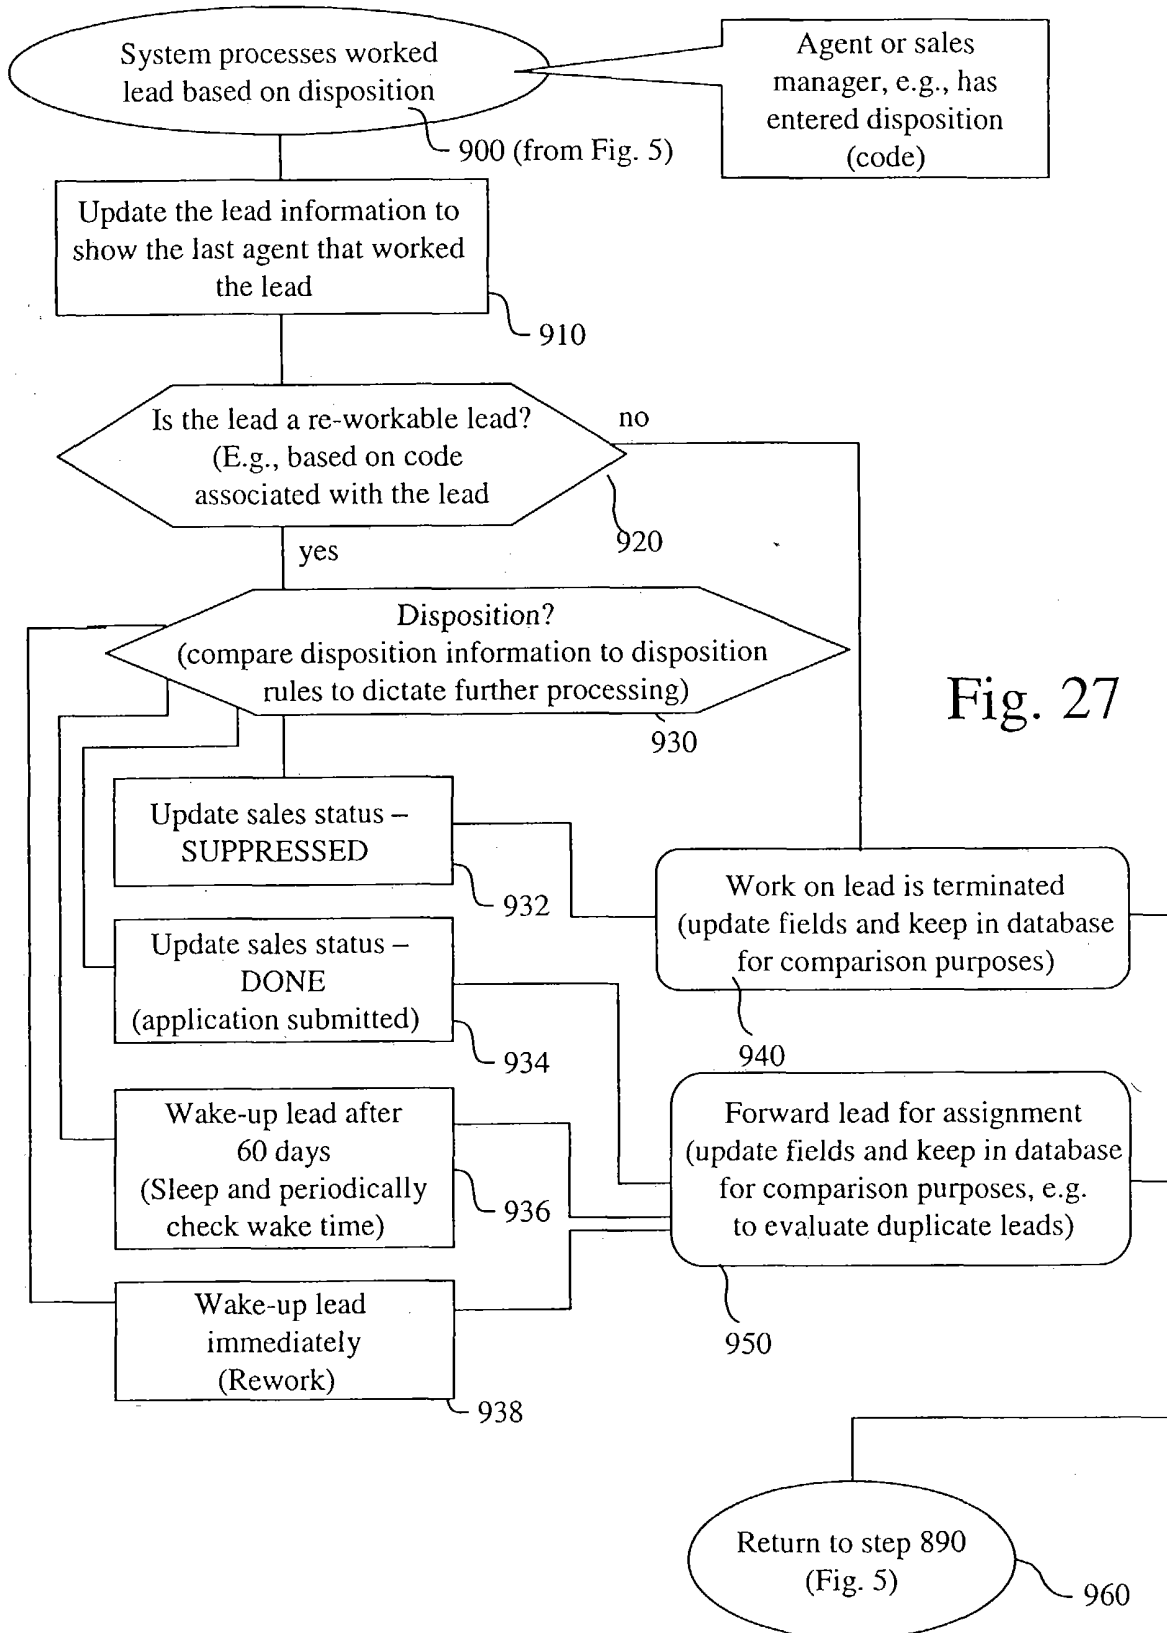 System processes worked
lead based on disposition
900 (from Fig. 5)
Agent or sales
manager, e.g., has
entered disposition
(code)
Update the lead information to
show the last agent that worked
the lead
910
Is the lead a re-workable lead?
(E.g., based on code
associated with the lead
no
920
yes
Disposition?
(compare disposition information to disposition
rules to dictate further processing)
930
Fig. 27
Update sales status –
SUPPRESSED
932
Work on lead is terminated
(update fields and keep in database
for comparison purposes)
940
Update sales status –
DONE
(application submitted)
934
Wake-up lead after
60 days
(Sleep and periodically
check wake time)
936
Forward lead for assignment
(update fields and keep in database
for comparison purposes, e.g.
to evaluate duplicate leads)
950
Wake-up lead
immediately
(Rework)
938
Return to step 890
(Fig. 5)
960